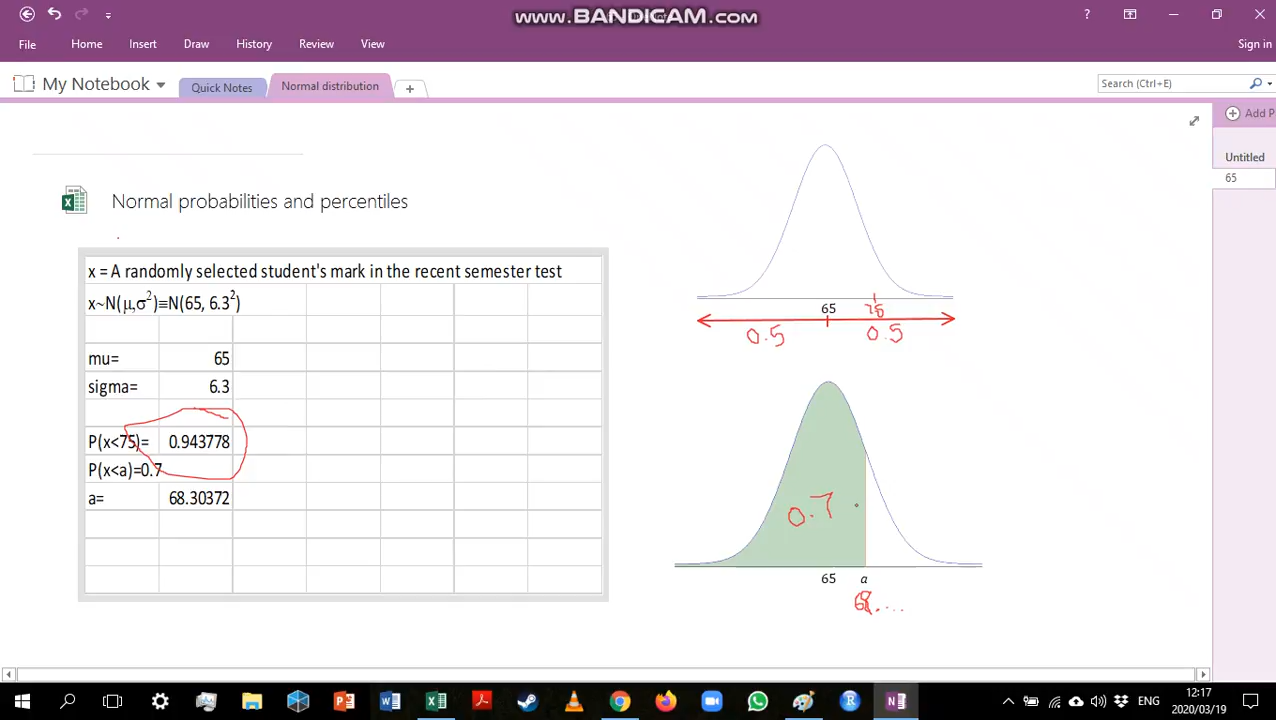 www.BANDICAM.com
File Home Insert Draw History Review View Sign in
My Notebook Quick Notes Normal distribution Search (Ctrl+E)
Add P
Untitled
65
Normal probabilities and percentiles
x = A randomly selected student's mark in the recent semester test
x~N(μ,σ²)≡N(65, 6.3²)
mu= 65
sigma= 6.3
P(x<75)= 0.943778
P(x<a)=0.7
a= 68.30372
65 75
0.5 0.5
0.7
65 a
68....
ENG 12:17
2020/03/19